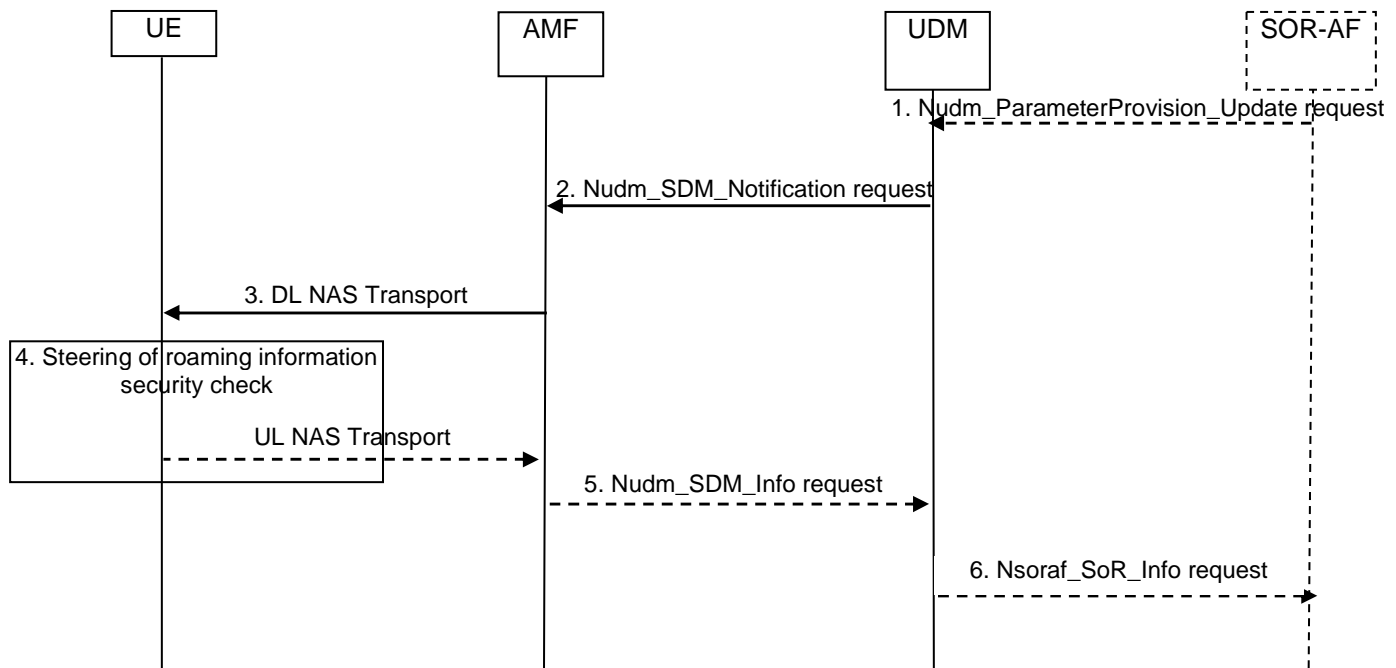 UE
AMF
UDM
SOR-AF
1. Nudm_ParameterProvision_Update request
2. Nudm_SDM_Notification request
3. DL NAS Transport
4. Steering of roaming information
security check
UL NAS Transport
5. Nudm_SDM_Info request
6. Nsoraf_SoR_Info request